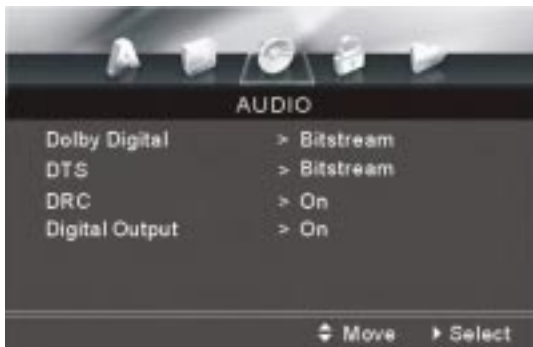 AUDIO
Dolby Digital > Bitstream
DTS > Bitstream
DRC > On
Digital Output > On
Move Select